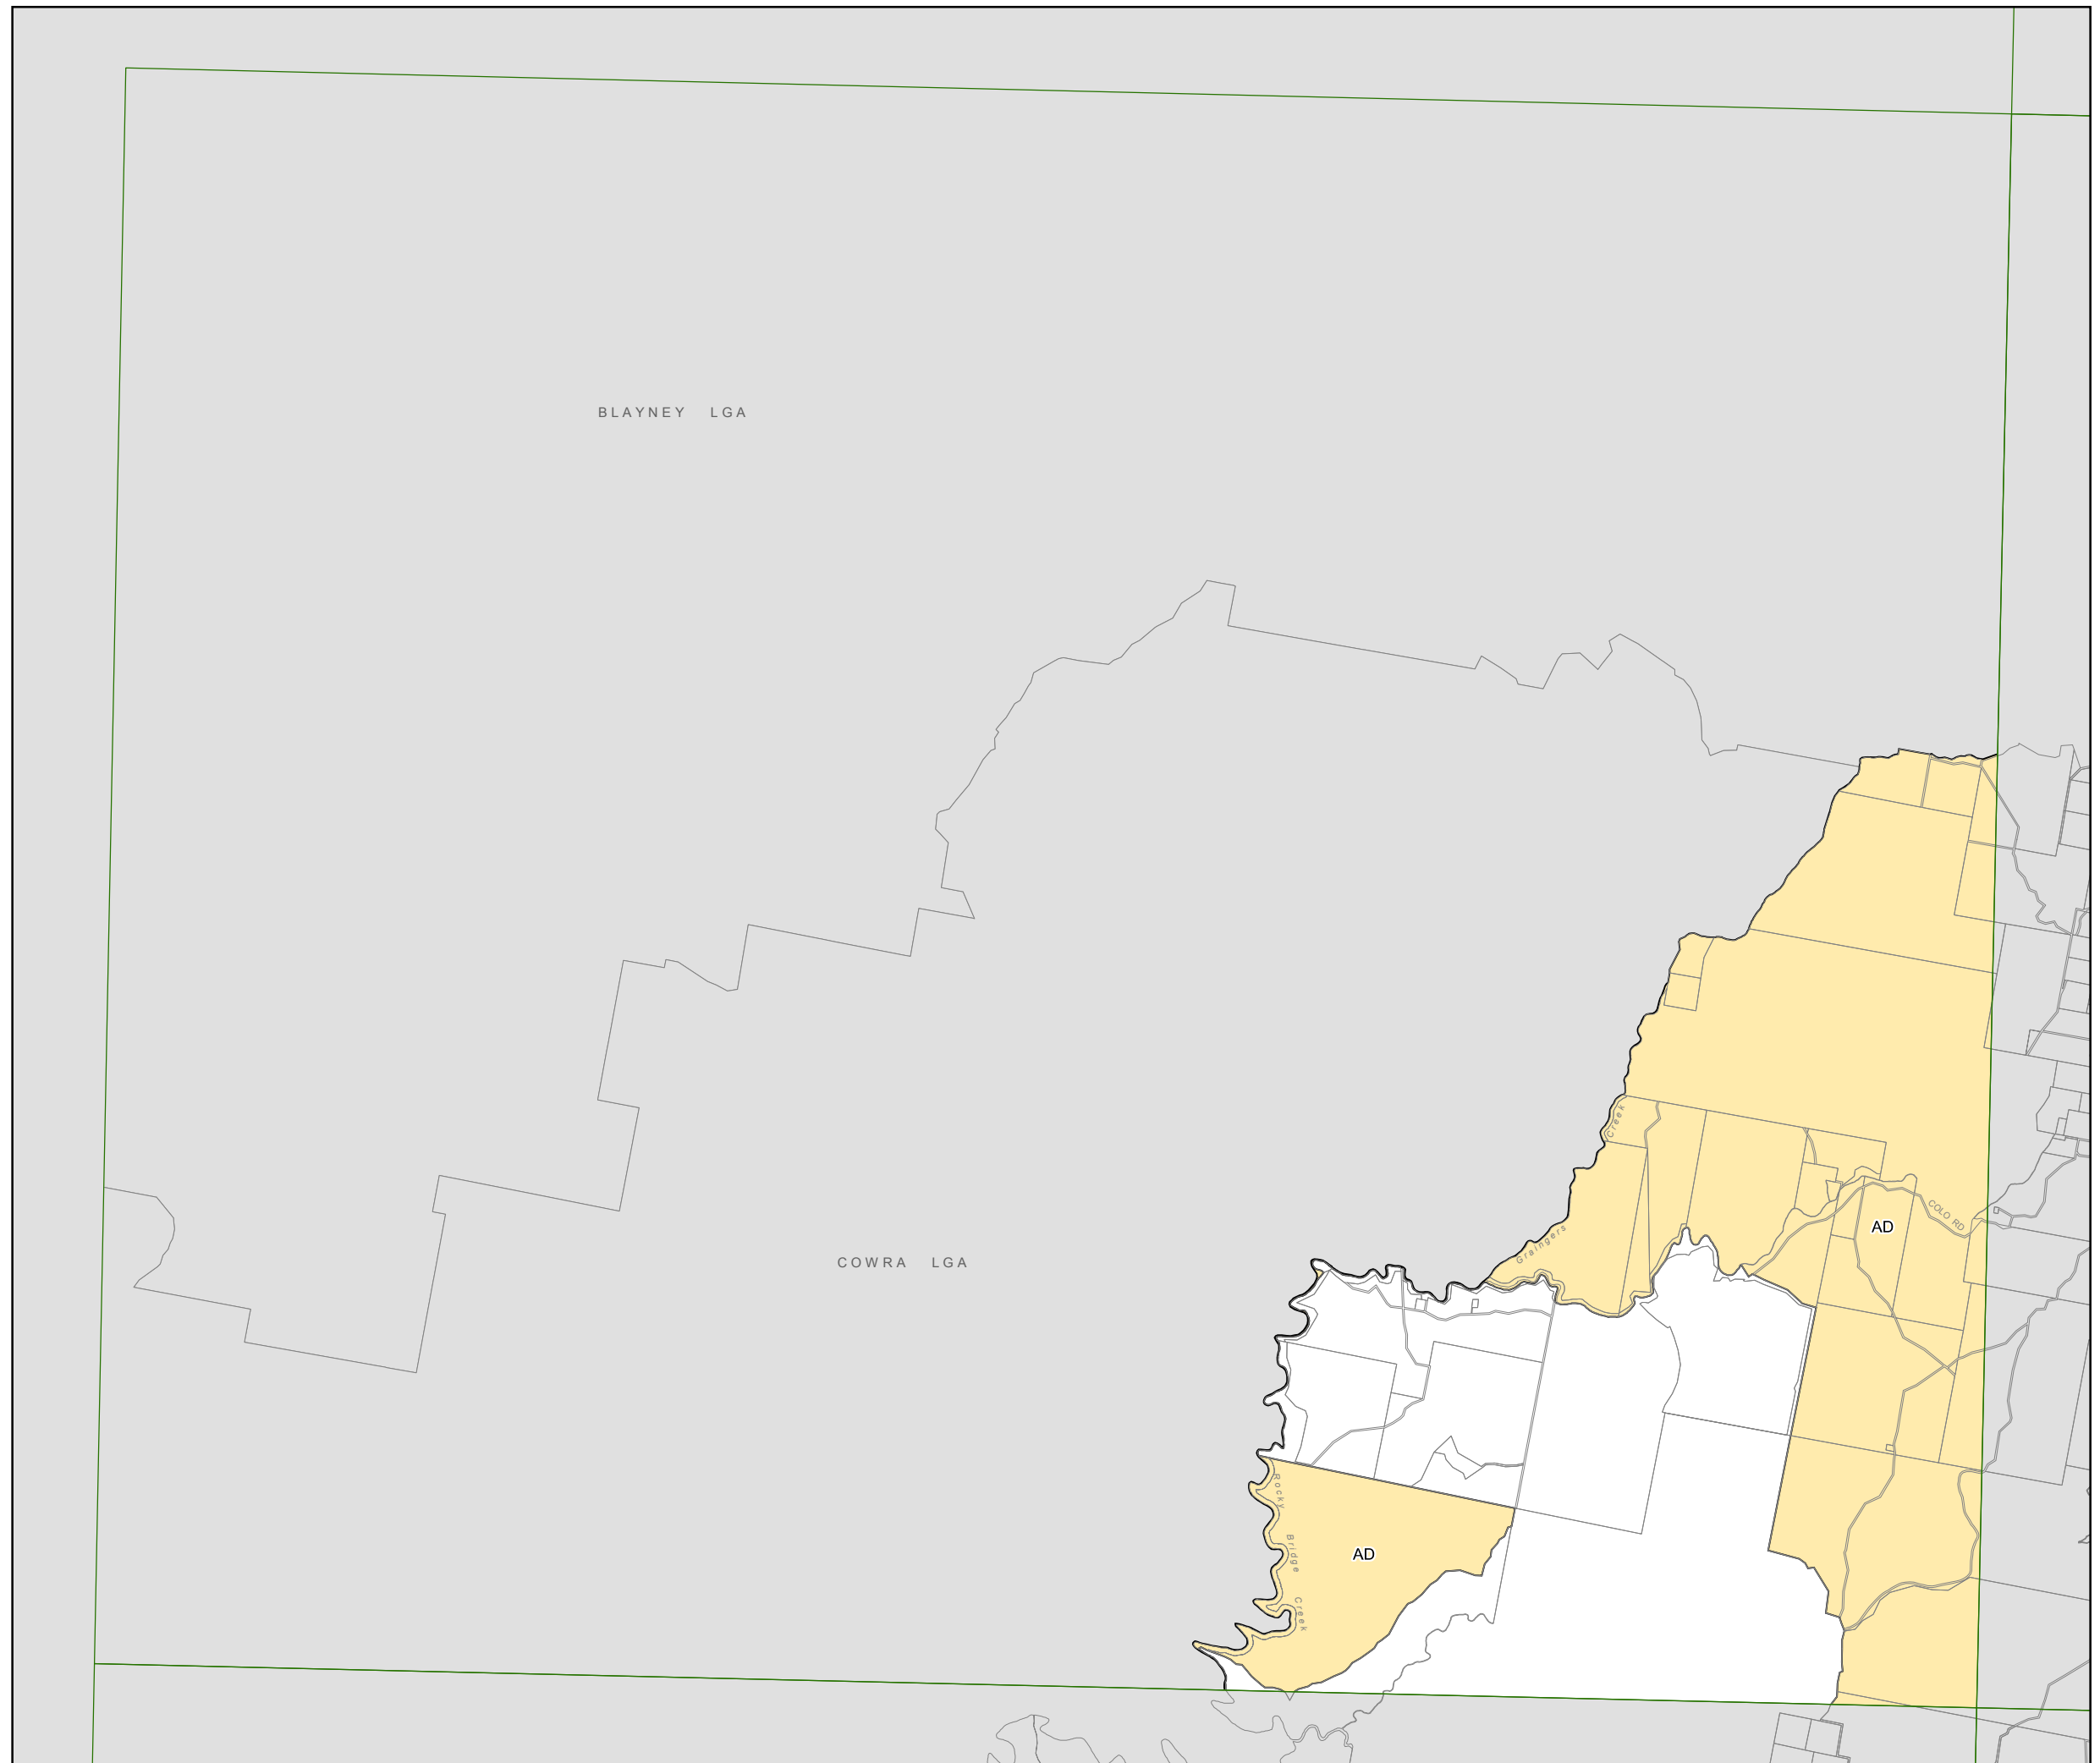 BLAYNEY LGA
Creek
COLO RD
AD
Graingers
COWRA LGA
Rocky
Bridge
Creek
AD